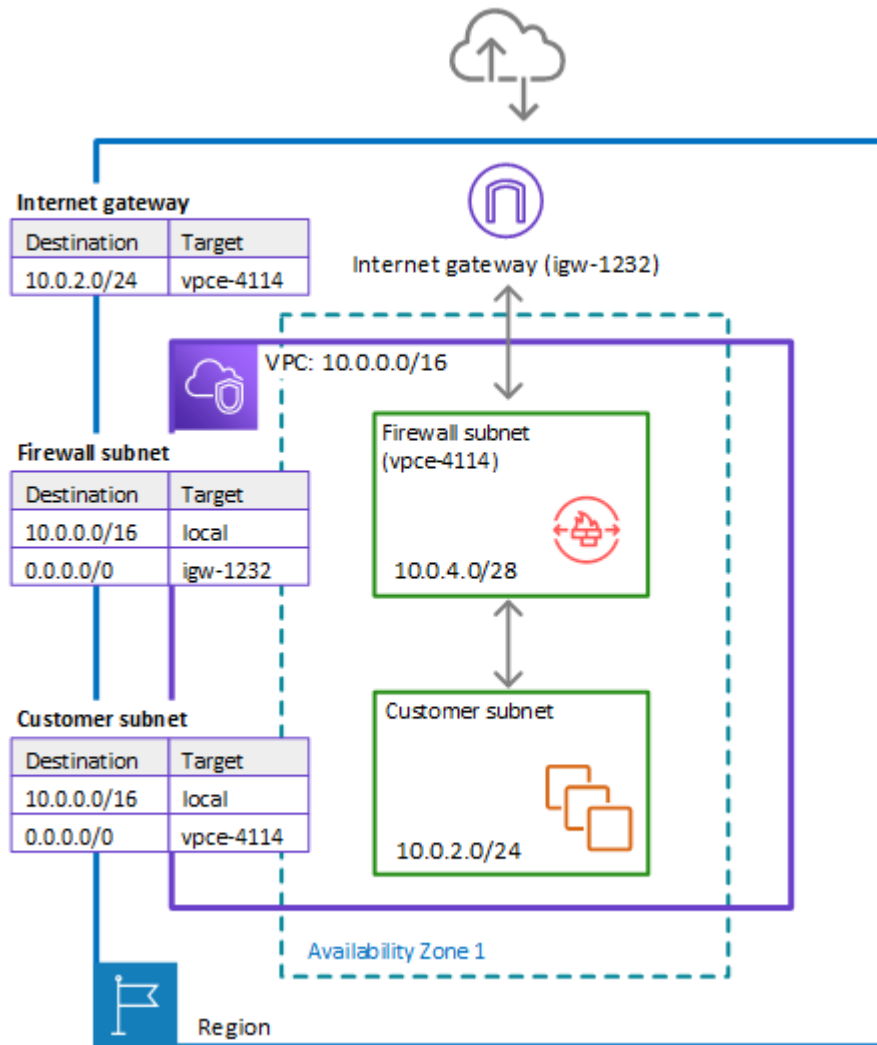 Internet gateway
Destination Target
10.0.2.0/24 vpce-4114
Internet gateway (igw-1232)
VPC: 10.0.0.0/16
Firewall subnet
Destination Target
10.0.0.0/16 local
0.0.0.0/0 igw-1232
Firewall subnet
(vpce-4114)
10.0.4.0/28
Customer subnet
Destination Target
10.0.0.0/16 local
0.0.0.0/0 vpce-4114
Customer subnet
10.0.2.0/24
Availability Zone 1
Region